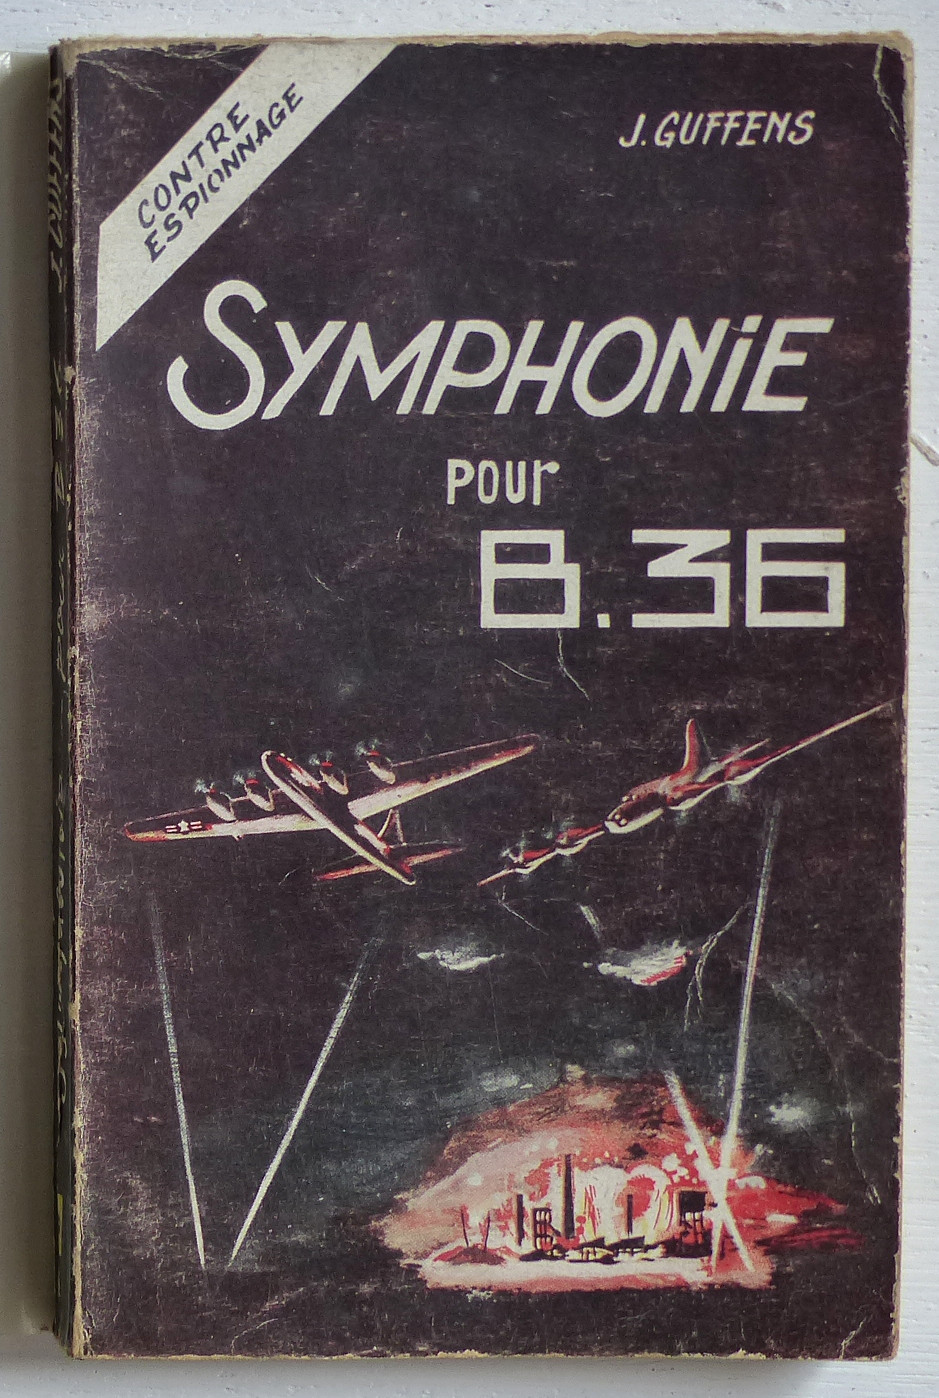 CONTRE
ESPIONNAGE
J. GUFFENS
SYMPHONiE
POUr
B.36